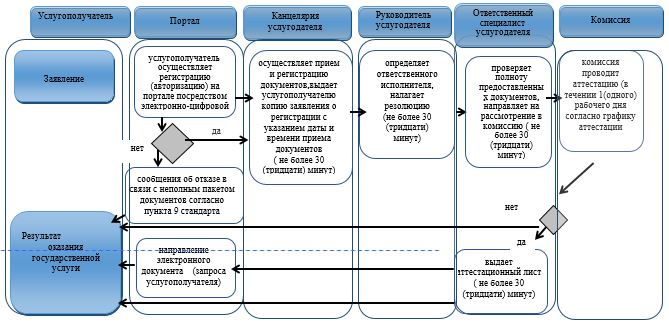 Услугополучатель
Портал
Канцелярия
услугодателя
Руководитель
услугодателя
Ответственный
специалист
услугодателя
Комиссия
Заявление
услугополучатель
осуществляет
регистрацию
(авторизацию) на
портале посредством
электронно-цифровой
осуществляет прием
и регистрацию
документов,выдает
услугополучателю
копию заявления о
регистрации с
указанием даты и
времени приема
документов
( не более 30
(тридцати) минут)
определяет
ответственного
исполнителя,
налагает
резолюцию
(не более 30
(тридцати)
минут)
проверяет
полноту
предоставленны
х документов,
направляет на
рассмотрение в
комиссию ( не
более 30
(тридцати)
минут)
комиссия
проводит
аттестацию (в
течении 1(одного)
рабочего дня
согласно графику
аттестации
нет
да
сообщения об отказе в
связи с неполным пакетом
документов согласно
пункта 9 стандарта
нет
да
Результат
оказания
государственной
услуги
направление
электронного
документа (запроса
услугополучателя)
выдает
аттестационный лист
( не более 30
(тридцати) минут)